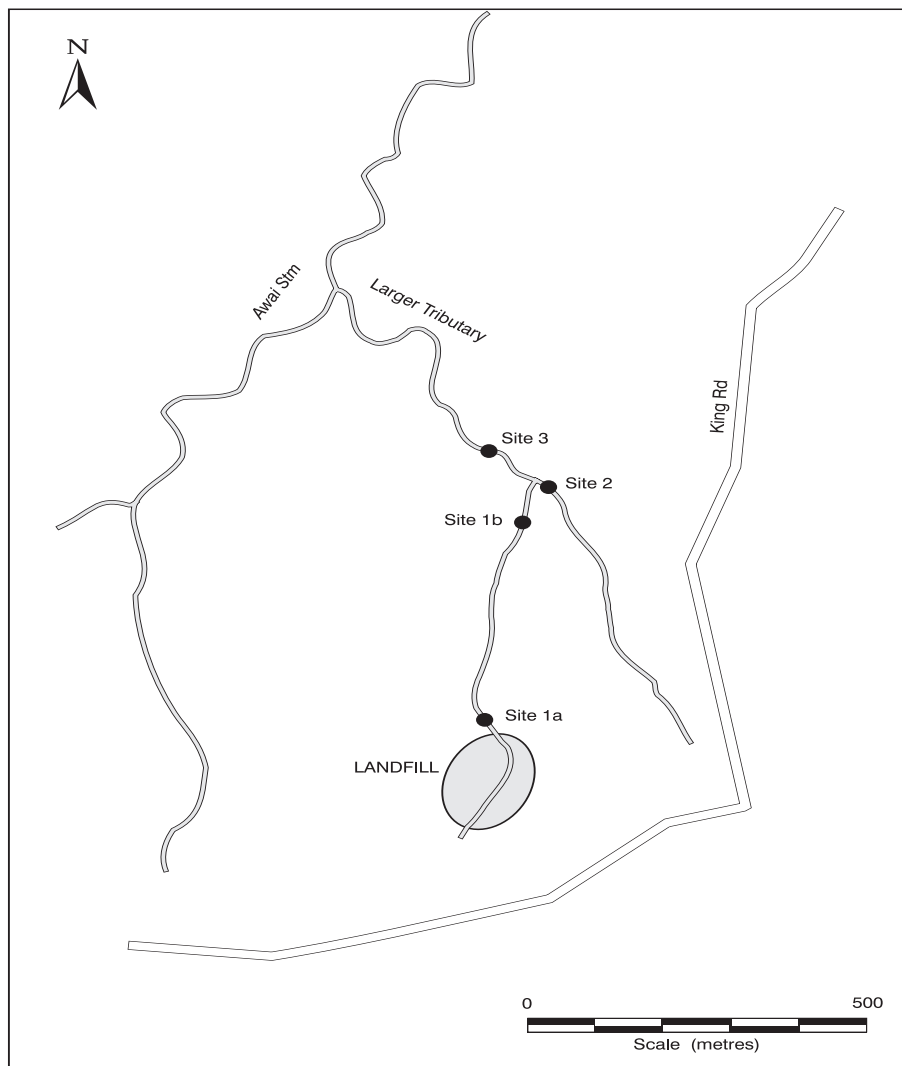 N
Awai Stm
Larger Tributary
King Rd
Site 3
Site 2
Site 1b
Site 1a
LANDFILL
0 500
Scale (metres)